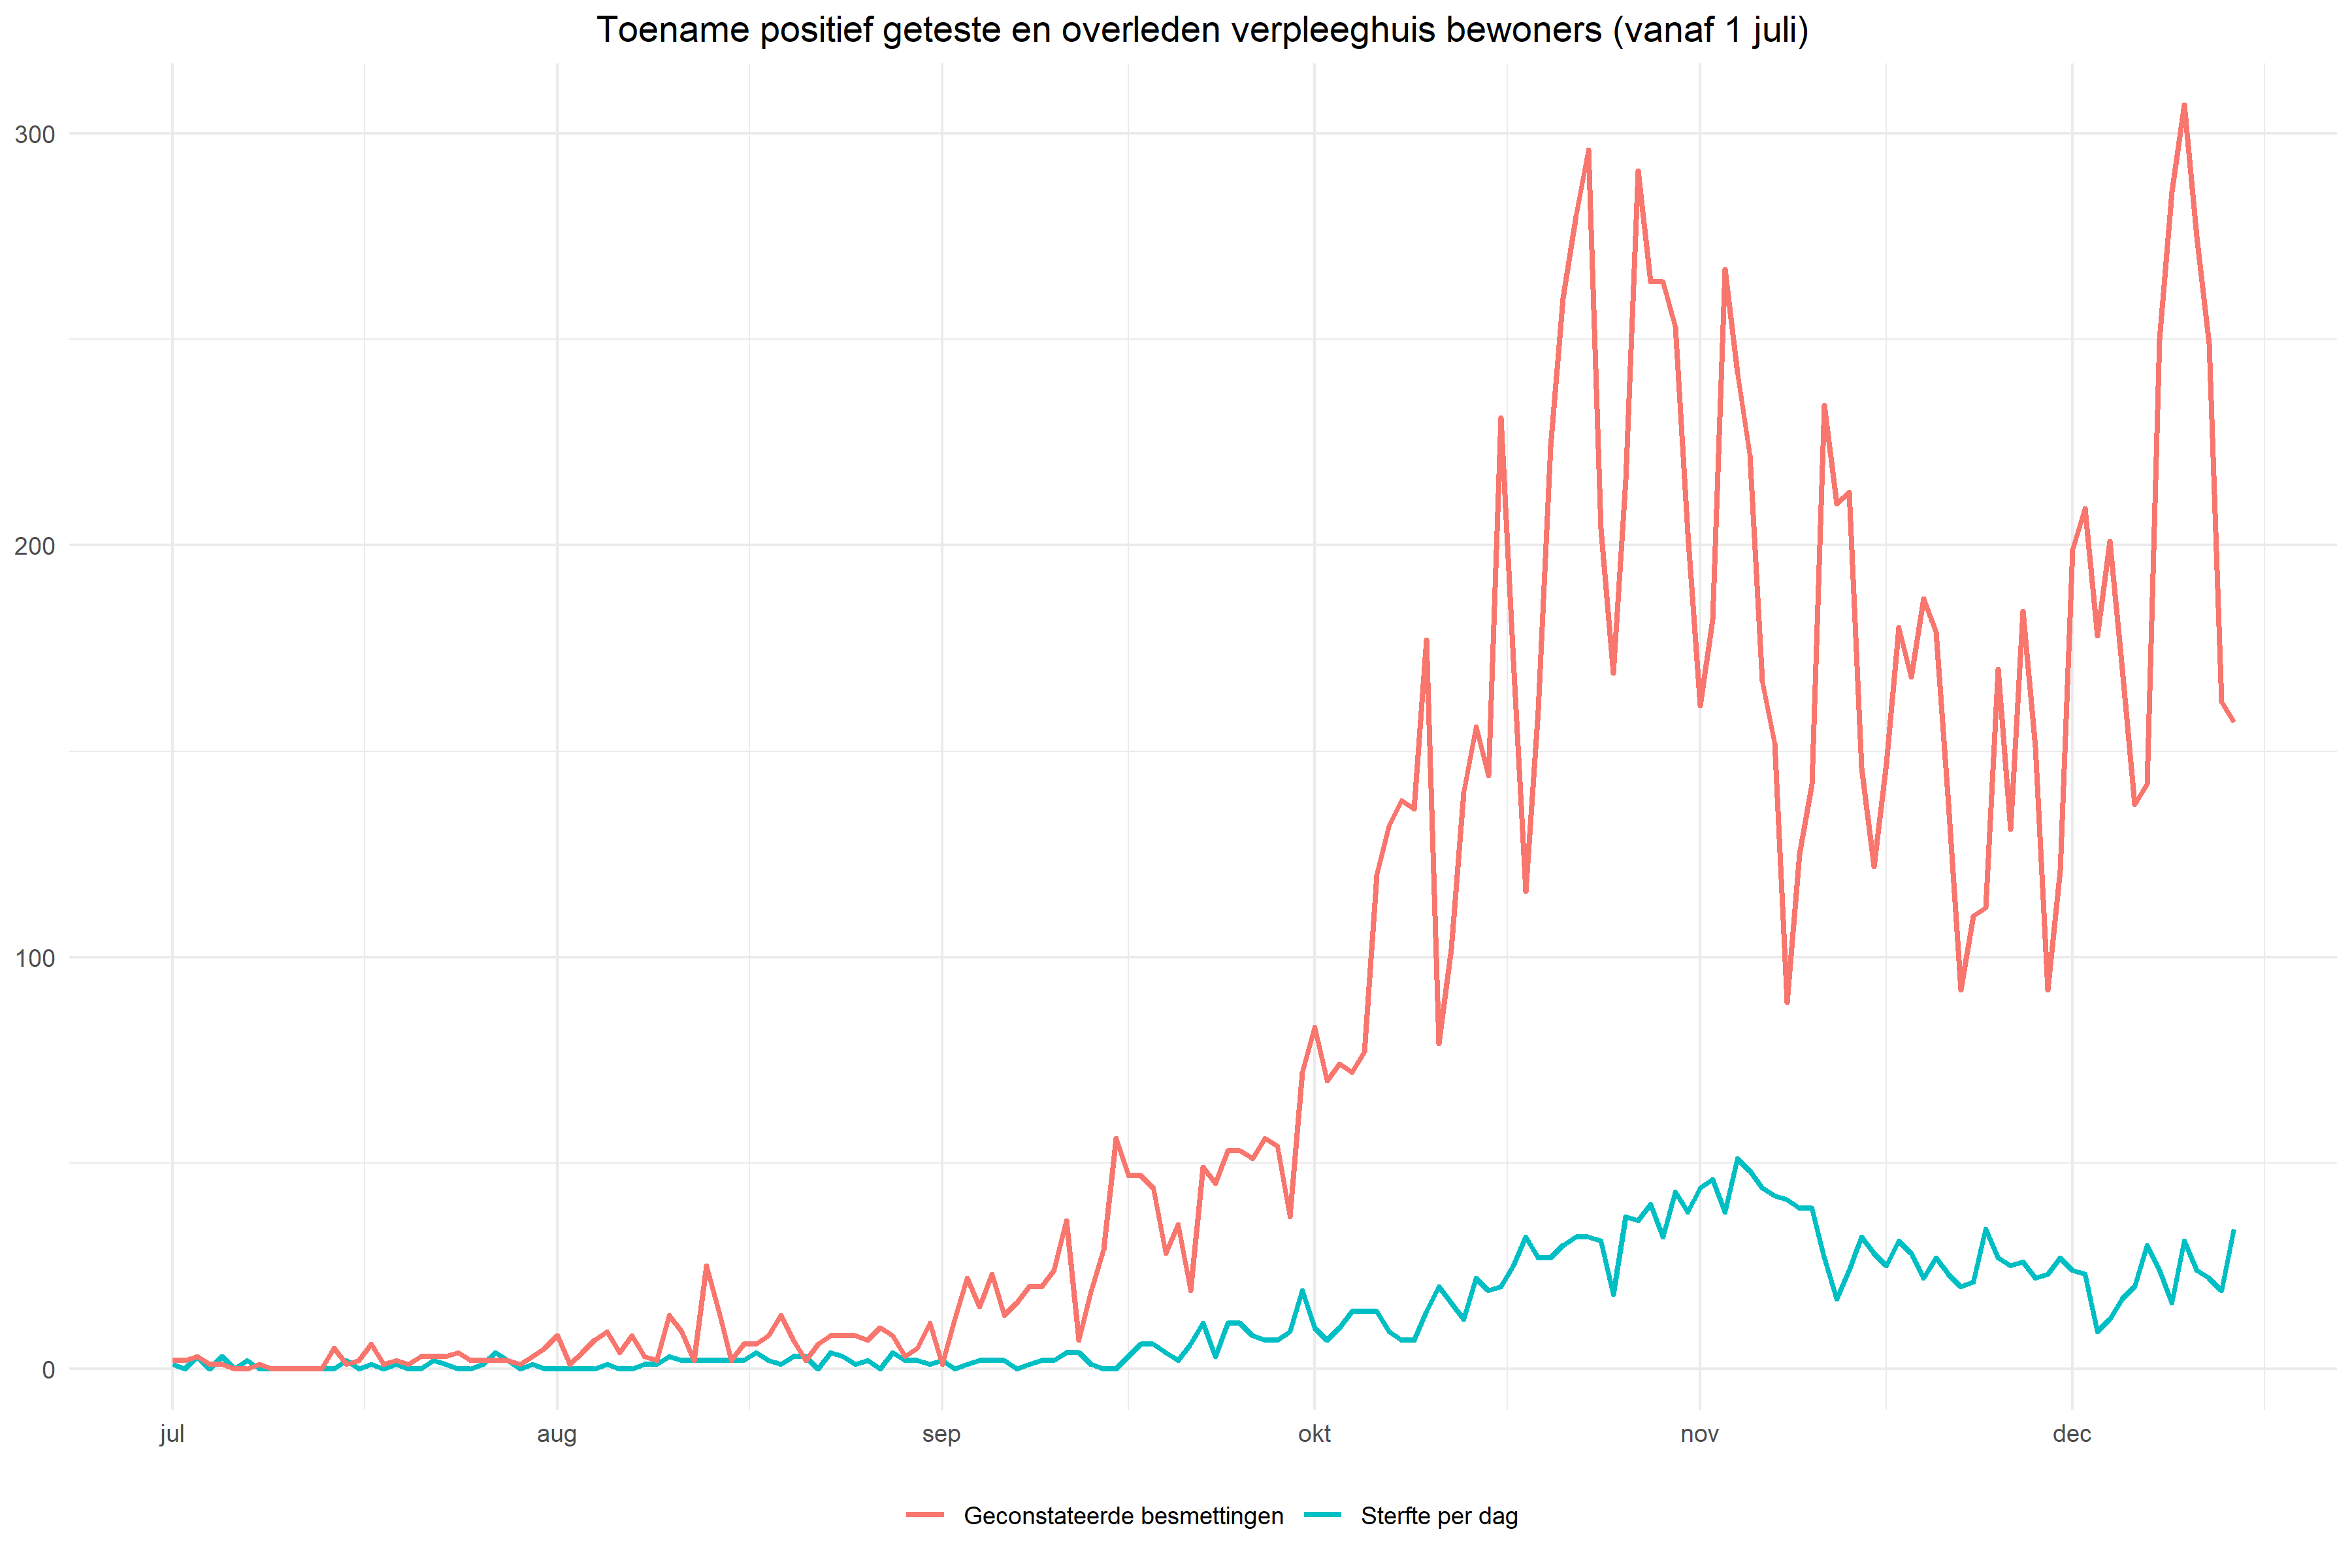 Toename positief geteste en overleden verpleeghuis bewoners (vanaf 1 juli)
300
200
100
0
jul aug sep okt nov dec
Geconstateerde besmettingen Sterfte per dag